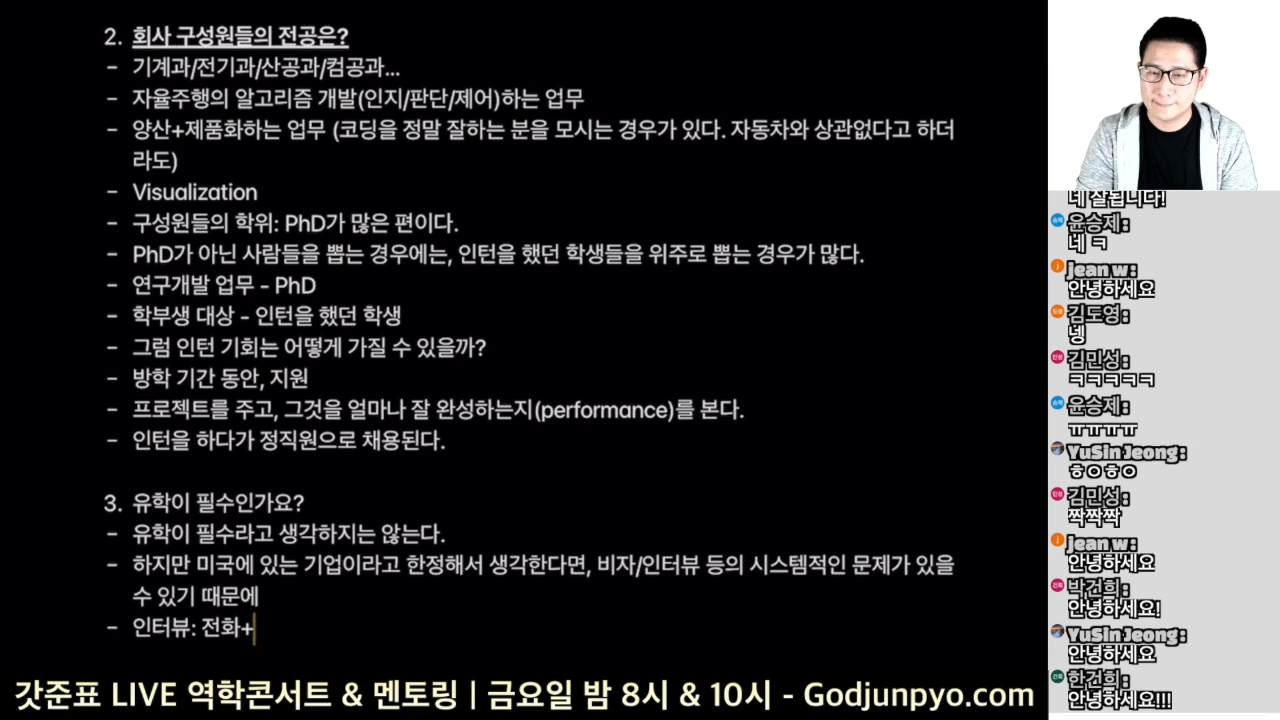 2. 회사 구성원들의 전공은?
- 기계과/전기과/산공과/컴공과...
- 자율주행의 알고리즘 개발(인지/판단/제어)하는 업무
- 양산+제품화하는 업무 (코딩을 정말 잘하는 분을 모시는 경우가 있다. 자동차와 상관없다고 하더
라도)
- Visualization
- 구성원들의 학위: PhD가 많은 편이다.
- PhD가 아닌 사람들을 뽑는 경우에는, 인턴을 했던 학생들을 위주로 뽑는 경우가 많다.
- 연구개발 업무 - PhD
- 학부생 대상 - 인턴을 했던 학생
- 그럼 인턴 기회는 어떻게 가질 수 있을까?
- 방학 기간 동안, 지원
- 프로젝트를 주고, 그것을 얼마나 잘 완성하는지(performance)를 본다.
- 인턴을 하다가 정직원으로 채용된다.
3. 유학이 필수인가요?
- 유학이 필수라고 생각하지는 않는다.
- 하지만 미국에 있는 기업이라고 한정해서 생각한다면, 비자/인터뷰 등의 시스템적인 문제가 있을
수 있기 때문에
- 인터뷰: 전화+
네 잘됩니다!
윤승제:
네 ㅋ
jean w:
안녕하세요
김도영:
넹
김민성:
ㅋㅋㅋㅋㅋ
윤승제:
ㅠㅠㅠㅠ
YuSin Jeong:
ㅎㅇㅎㅇ
김민성:
짝짝짝
jean w:
안녕하세요
박건희:
안녕하세요!
YuSin Jeong:
안녕하세요
한건희:
안녕하세요!!!
갓준표 LIVE 역학콘서트 & 멘토링 | 금요일 밤 8시 & 10시 - Godjunpyo.com